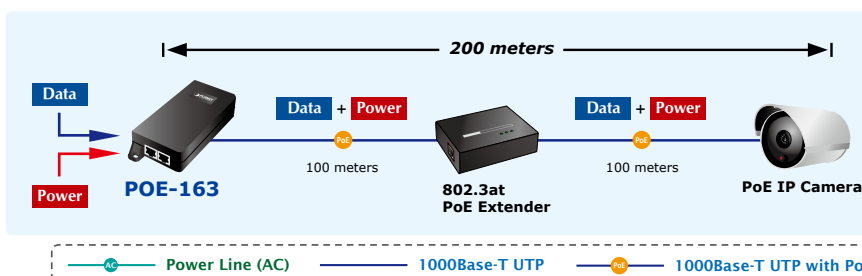 200 meters
Data
Data + Power
Data + Power
PoE
PoE
Power
100 meters
100 meters
POE-163
802.3at
PoE Extender
PoE IP Camera
AC
Power Line (AC)
1000Base-T UTP
PoE
1000Base-T UTP with Po